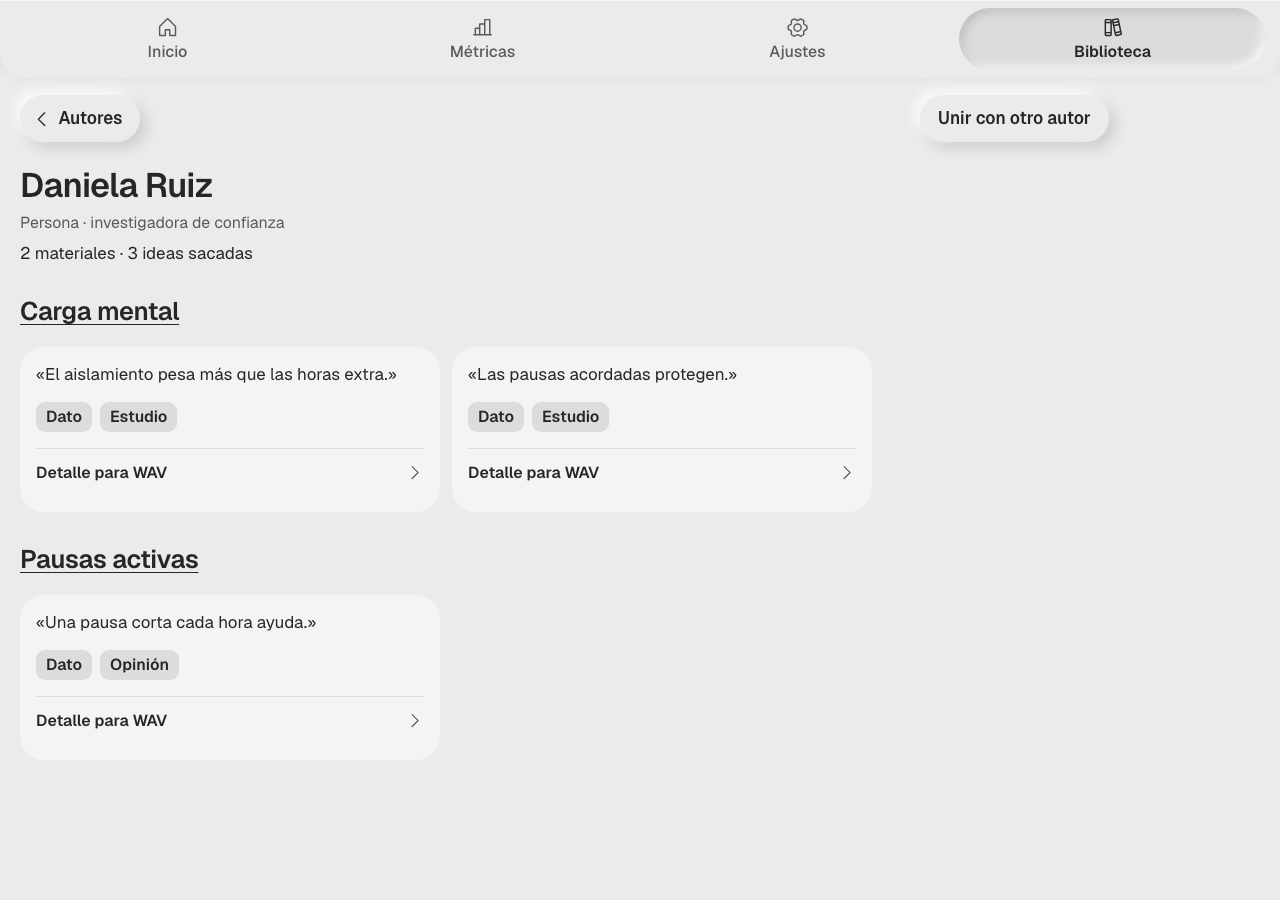 Inicio
Métricas
Ajustes
Biblioteca
Autores
Unir con otro autor
Daniela Ruiz
Persona · investigadora de confianza
2 materiales · 3 ideas sacadas
Carga mental
«El aislamiento pesa más que las horas extra.»
Dato
Estudio
Detalle para WAV
«Las pausas acordadas protegen.»
Dato
Estudio
Detalle para WAV
Pausas activas
«Una pausa corta cada hora ayuda.»
Dato
Opinión
Detalle para WAV